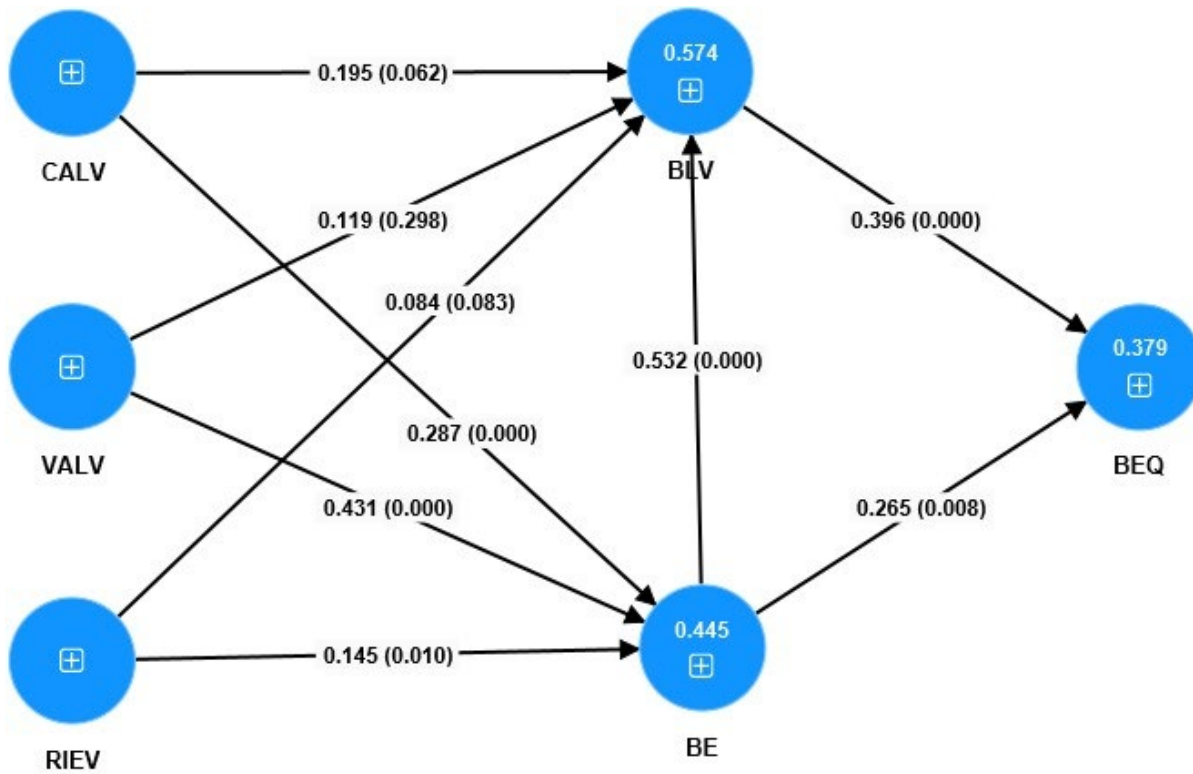 0.574
0.195 (0.062)
CALV
BLV
0.119 (0.298)
0.396 (0.000)
0.084 (0.083)
0.532 (0.000)
0.379
0.287 (0.000)
VALV
BEQ
0.431 (0.000)
0.265 (0.008)
0.445
0.145 (0.010)
RIEV
BE